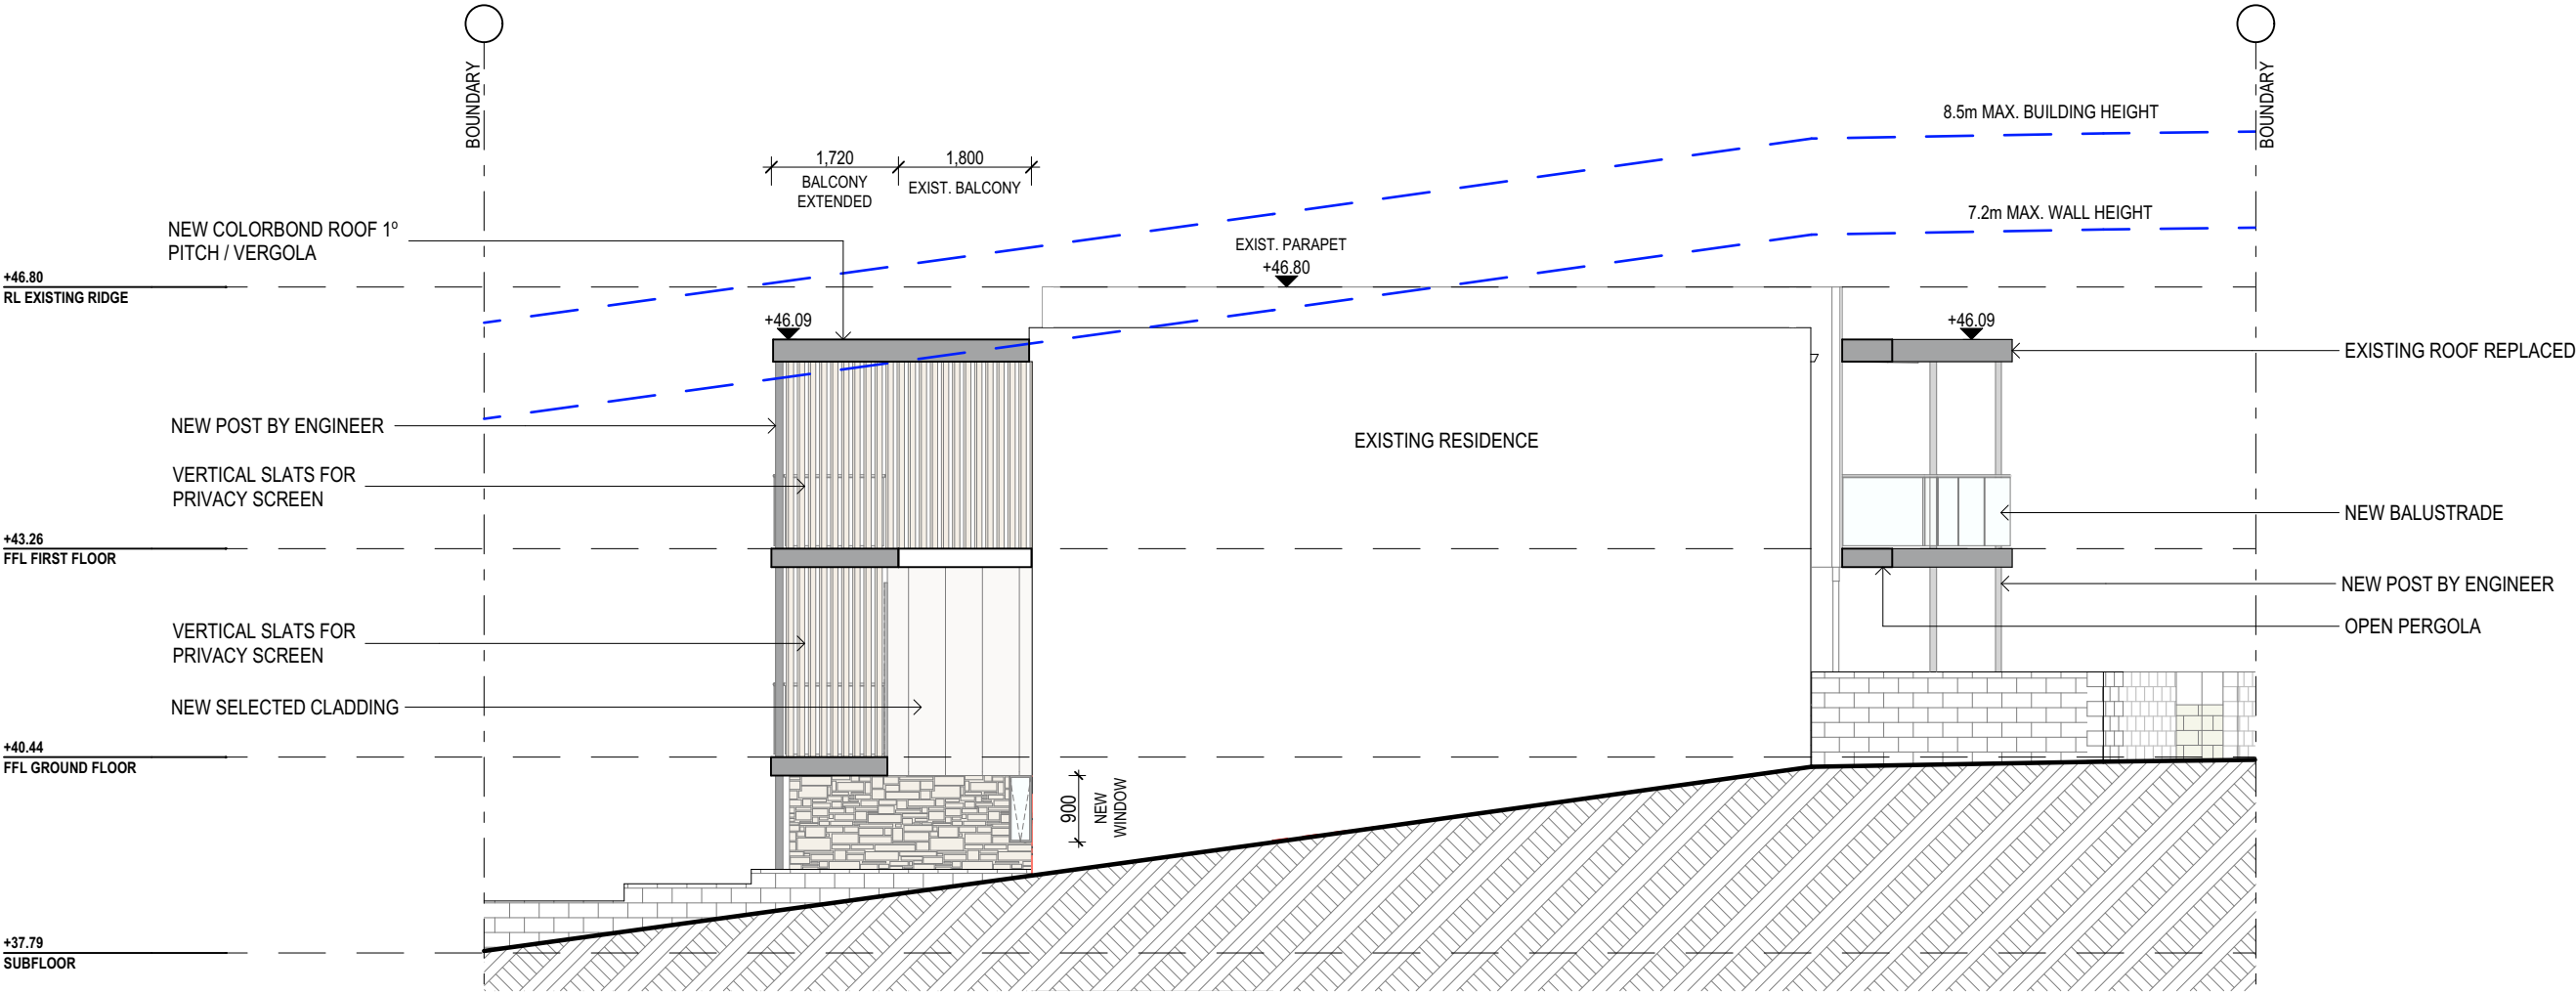 BOUNDARY
BOUNDARY
8.5m MAX. BUILDING HEIGHT
1,720
1,800
BALCONY
EXTENDED
EXIST. BALCONY
7.2m MAX. WALL HEIGHT
NEW COLORBOND ROOF 1º
PITCH / VERGOLA
EXIST. PARAPET
+46.80
+46.80
RL EXISTING RIDGE
+46.09
+46.09
EXISTING ROOF REPLACED
NEW POST BY ENGINEER
EXISTING RESIDENCE
VERTICAL SLATS FOR
PRIVACY SCREEN
NEW BALUSTRADE
+43.26
FFL FIRST FLOOR
NEW POST BY ENGINEER
OPEN PERGOLA
VERTICAL SLATS FOR
PRIVACY SCREEN
NEW SELECTED CLADDING
+40.44
FFL GROUND FLOOR
900
NEW
WINDOW
+37.79
SUBFLOOR